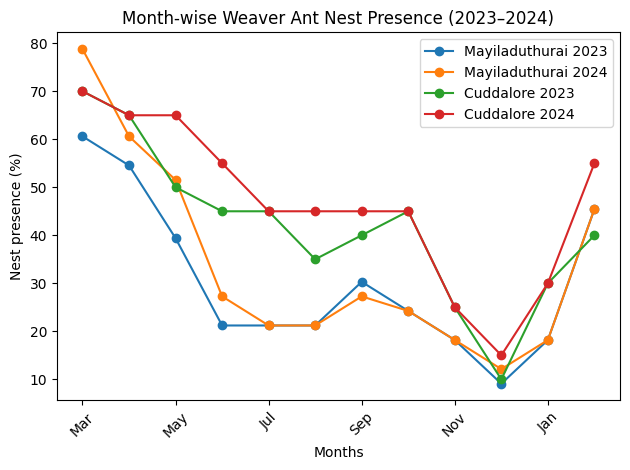 Month-wise Weaver Ant Nest Presence (2023–2024)
Mayiladuthurai 2023
Mayiladuthurai 2024
Cuddalore 2023
Cuddalore 2024
Nest presence (%)
80
70
60
50
40
30
20
10
Mar
May
Jul
Sep
Nov
Jan
Months